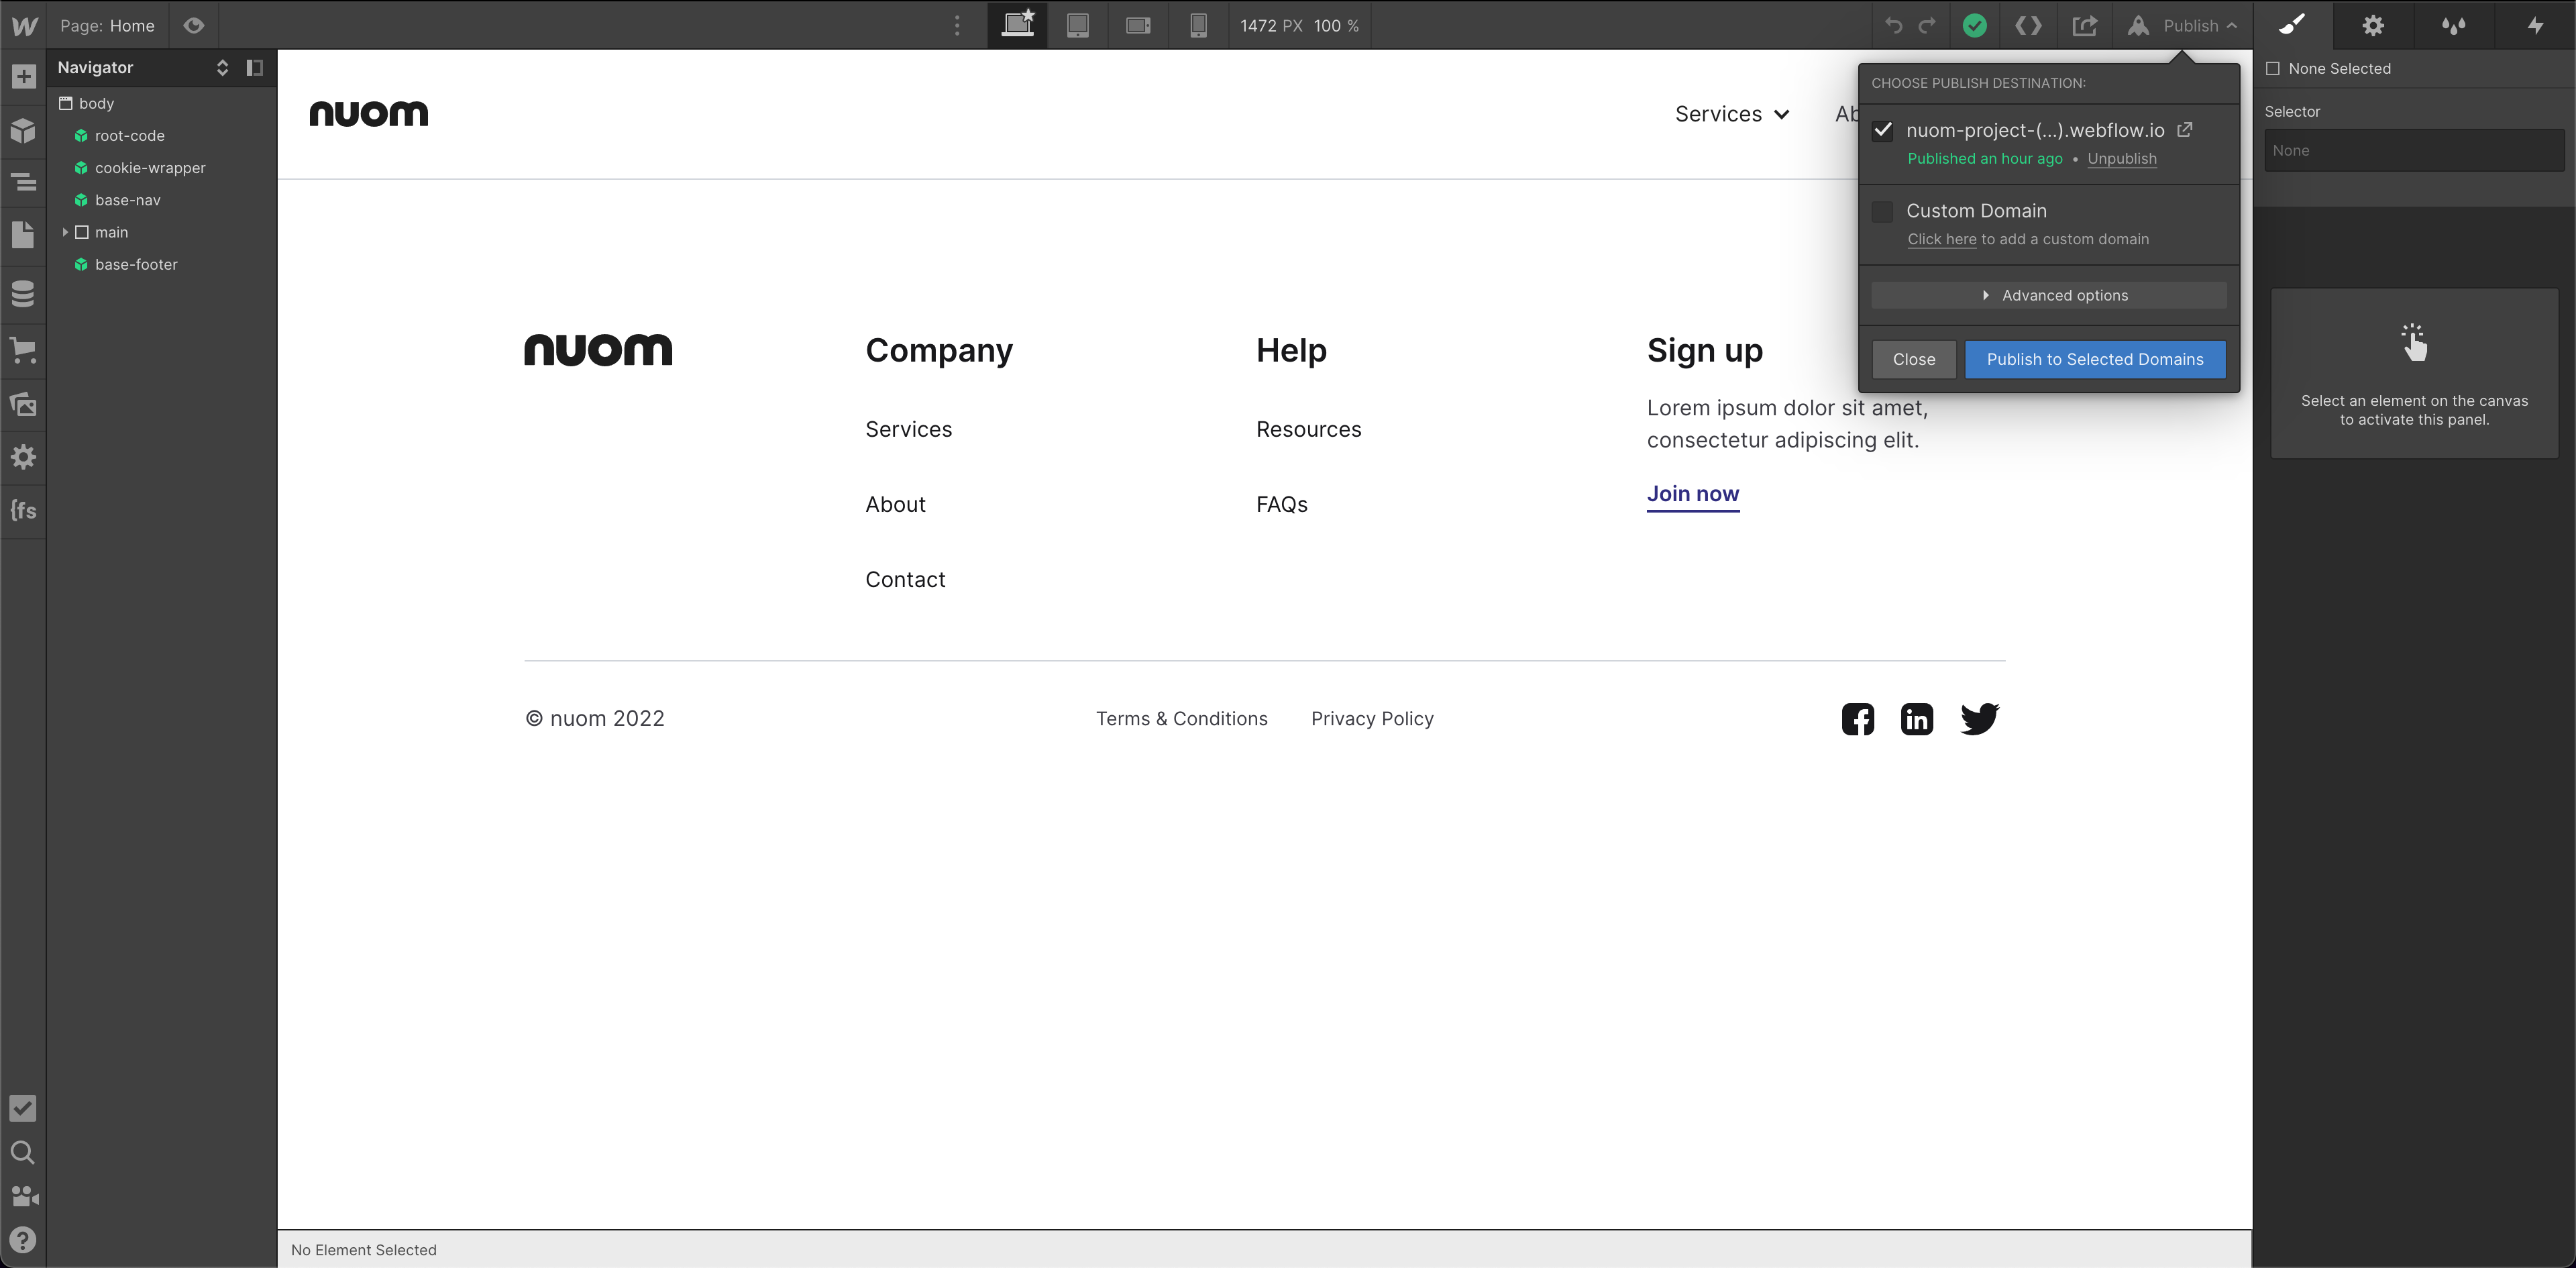 Page: Home
1472 PX 100 %
Publish
Navigator
body
root-code
cookie-wrapper
base-nav
main
base-footer
{fs
nuom
Services
Ab
CHOOSE PUBLISH DESTINATION:
nuom-project-(...).webflow.io
Published an hour ago • Unpublish
Custom Domain
Click here to add a custom domain
Advanced options
Close
Publish to Selected Domains
None Selected
Selector
None
Select an element on the canvas
to activate this panel.
nuom
Company
Services
About
Contact
Help
Resources
FAQs
Sign up
Lorem ipsum dolor sit amet,
consectetur adipiscing elit.
Join now
© nuom 2022
Terms & Conditions
Privacy Policy
No Element Selected